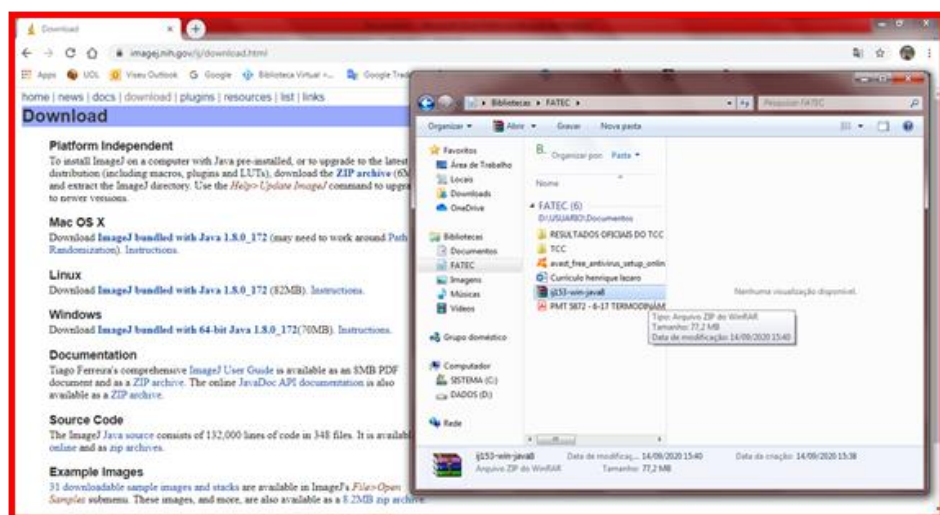 Download
imagej.nih.gov/ij/download.html
Apps
UOL
Viseu Outlook
Google
Biblioteca Virtual
Google Trad
home | news | docs | download | plugins | resources | list | links
Download
Platform Independent
To install ImageJ on a computer with Java pre-installed, or to upgrade to the latest
distribution (including macros, plugins and LUTs), download the ZIP archive (6M
and extract the ImageJ directory. Use the Help>Update ImageJ command to upgra
to newer versions.
Mac OS X
Download ImageJ bundled with Java 1.8.0_172 (may need to work around Path
Randomization). Instructions.
Linux
Download ImageJ bundled with Java 1.8.0_172 (82MB). Instructions.
Windows
Download ImageJ bundled with 64-bit Java 1.8.0_172(70MB). Instructions.
Documentation
Tiago Ferreira's comprehensive ImageJ User Guide is available as an 8MB PDF
document and as a ZIP archive. The online JavaDoc API documentation is also
available as a ZIP archive.
Source Code
The ImageJ Java source consists of 132,000 lines of code in 348 files. It is availabl
online and as zip archives.
Example Images
31 downloadable sample images and stacks are available in ImageJ's File>Open
Samples submenu. These images, and more, are also available as a 8.2MB zip archive.
Bibliotecas
FATEC
Pesquisar FATEC
Organizar
Abrir
Gravar
Nova pasta
Favoritos
Área de Trabalho
Locais
Downloads
OneDrive
Bibliotecas
Documentos
FATEC
Imagens
Músicas
Vídeos
Grupo doméstico
Computador
SISTEMA (C:)
DADOS (D:)
Rede
B..
Organizar por: Pasta
Nome
FATEC (6)
D:\USUARIO\Documentos
RESULTADOS OFICIAIS DO TCC
TCC
avast_free_antivirus_setup_onlin
Curriculo henrique lazaro
ij153-win-java8
PMT 5872 - 6-17 TERMODINÂM
Tipo: Arquivo ZIP do WinRAR
Tamanho: 77,2 MB
Data de modificação: 14/09/2020 15:40
Nenhuma visualização disponível.
ij153-win-java8
Data de modificaç... 14/09/2020 15:40
Data da criação: 14/09/2020 15:38
Arquivo ZIP do WinRAR
Tamanho: 77,2 MB